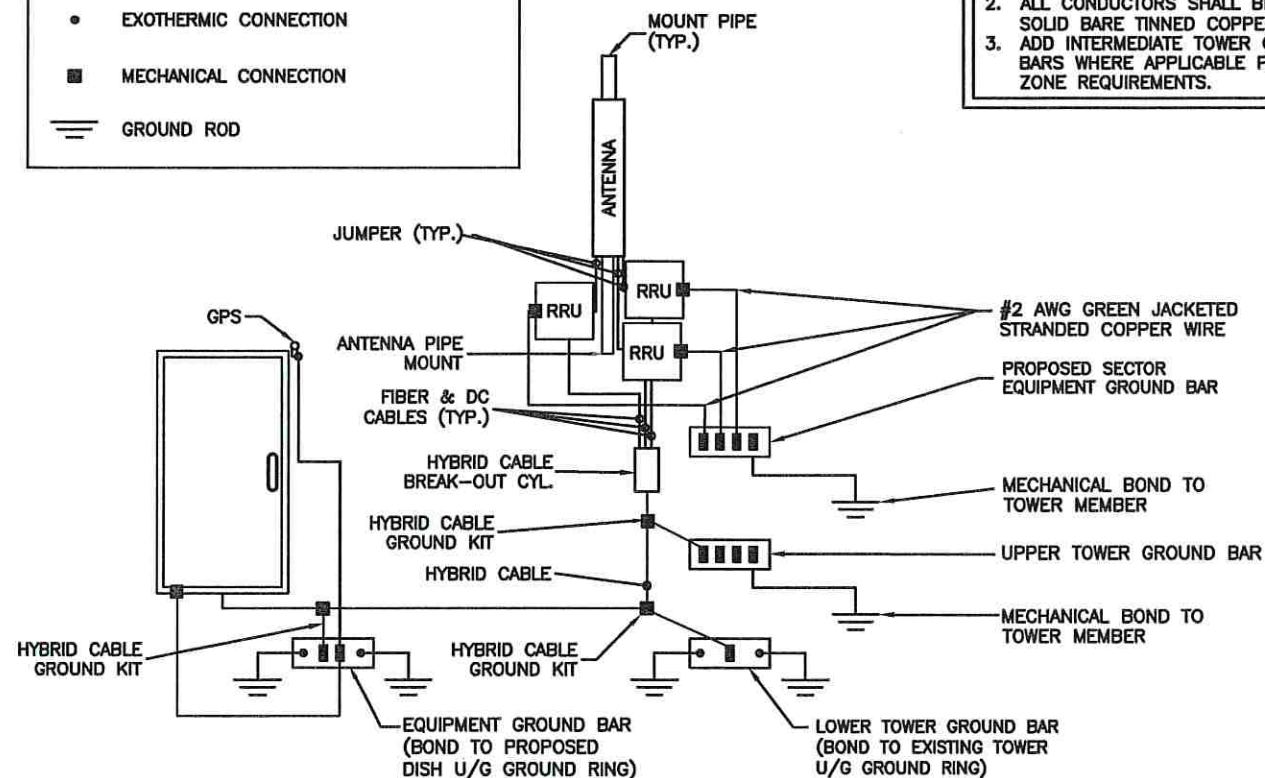 EXOTHERMIC CONNECTION
MECHANICAL CONNECTION
GROUND ROD
2. ALL CONDUCTORS SHALL BE
SOLID BARE TINNED COPPE
3. ADD INTERMEDIATE TOWER
BARS WHERE APPLICABLE
ZONE REQUIREMENTS.
MOUNT PIPE
(TYP.)
ANTENNA
JUMPER (TYP.)
RRU
RRU
RRU
GPS
ANTENNA PIPE
MOUNT
FIBER & DC
CABLES (TYP.)
HYBRID CABLE
BREAK-OUT CYL.
HYBRID CABLE
GROUND KIT
HYBRID CABLE
HYBRID CABLE
GROUND KIT
HYBRID CABLE
GROUND KIT
#2 AWG GREEN JACKETED
STRANDED COPPER WIRE
PROPOSED SECTOR
EQUIPMENT GROUND BAR
MECHANICAL BOND TO
TOWER MEMBER
UPPER TOWER GROUND BAR
MECHANICAL BOND TO
TOWER MEMBER
EQUIPMENT GROUND BAR
(BOND TO PROPOSED
DISH U/G GROUND RING)
LOWER TOWER GROUND BAR
(BOND TO EXISTING TOWER
U/G GROUND RING)